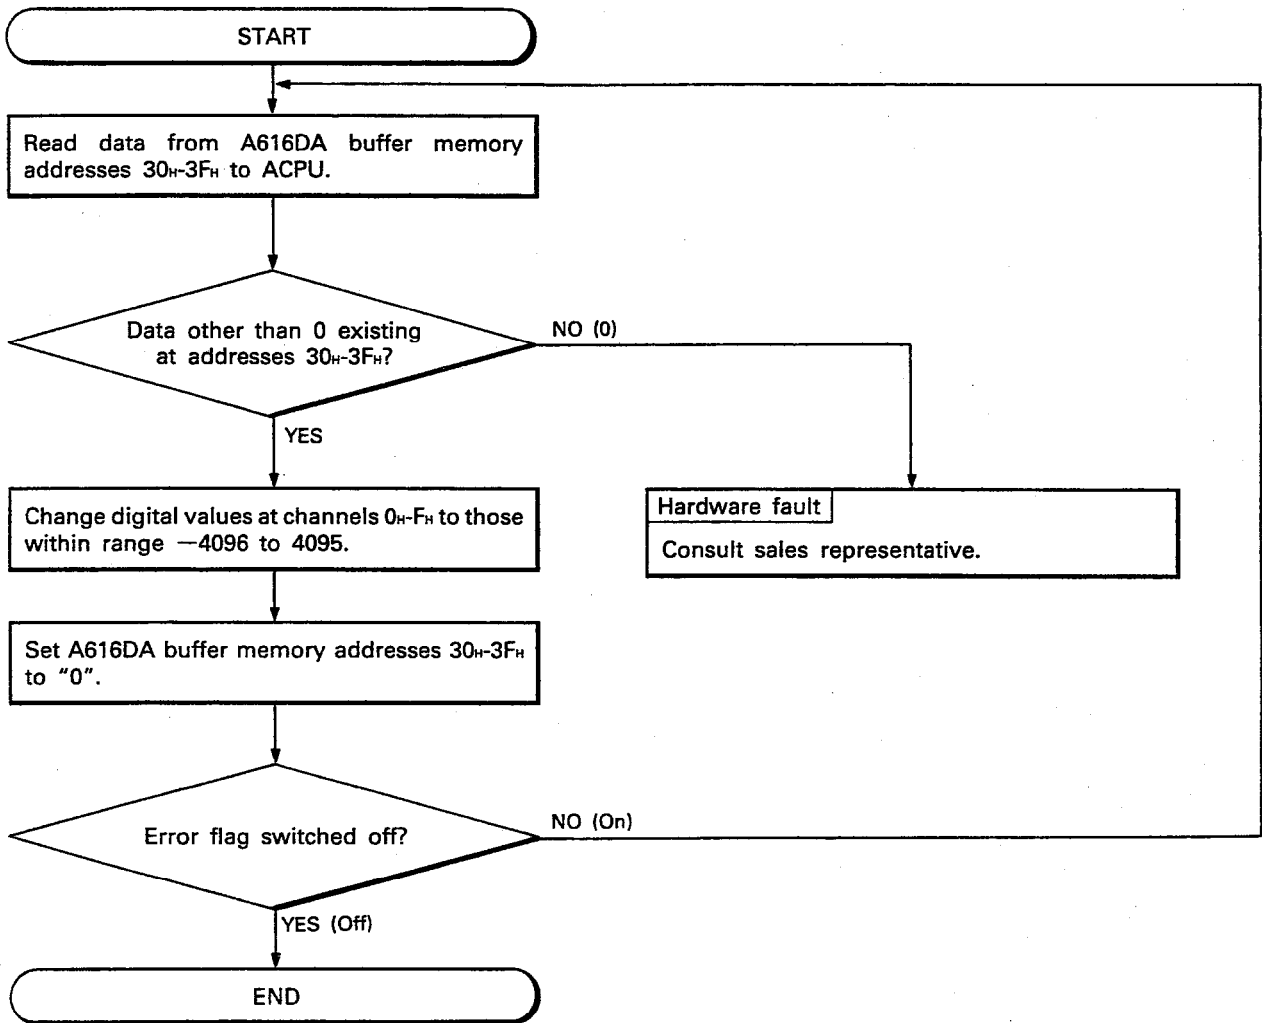 START
Read data from A616DA buffer memory
addresses 30H-3FH to ACPU.
Data other than 0 existing
at addresses 30H-3FH?
NO (0)
YES
Change digital values at channels 0H-FH to those
within range —4096 to 4095.
Hardware fault
Consult sales representative.
Set A616DA buffer memory addresses 30H-3FH
to “0”.
Error flag switched off?
NO (On)
YES (Off)
END